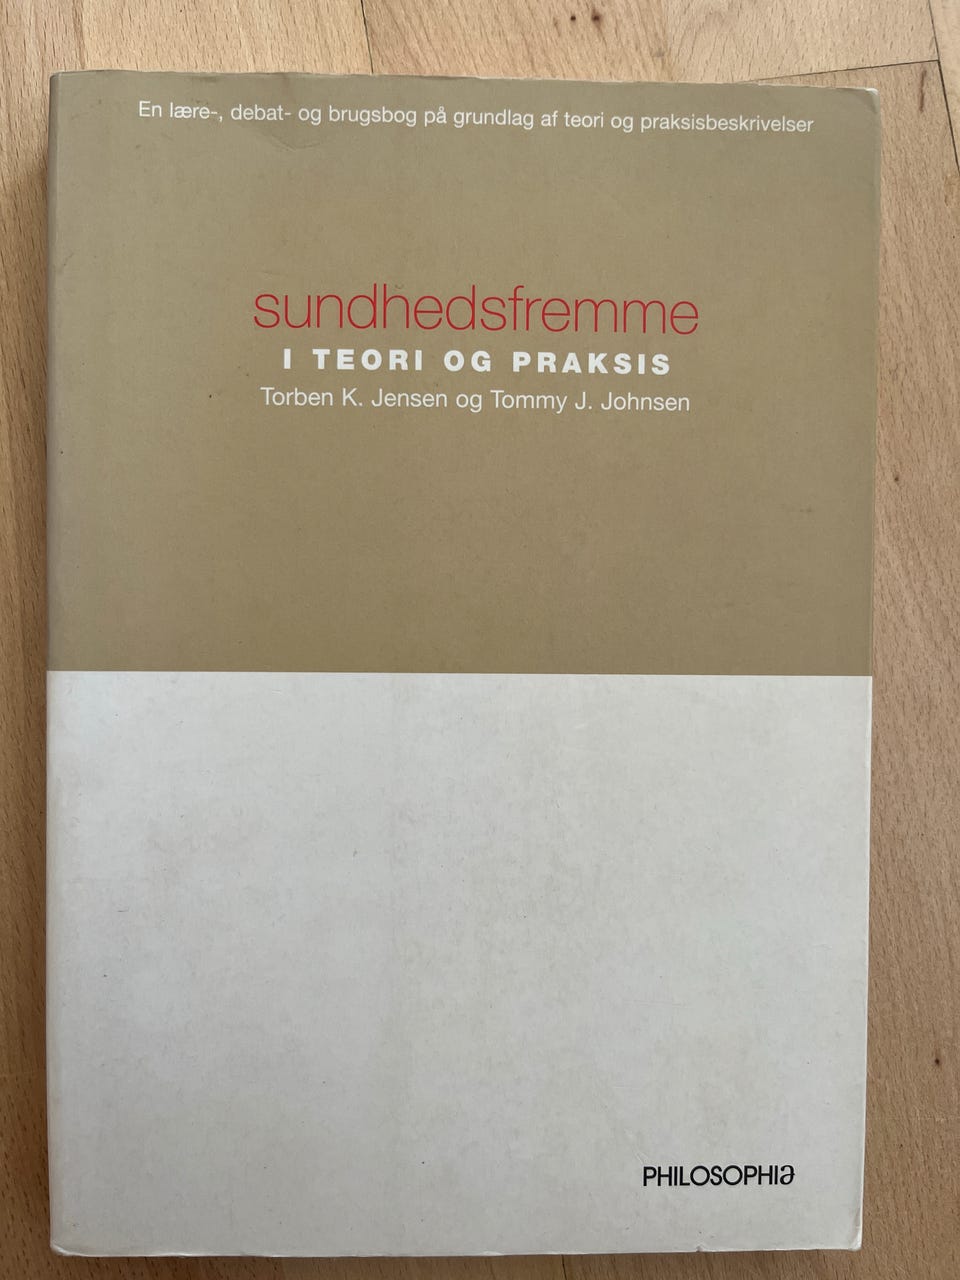 En lære-, debat- og brugsbog på grundlag af teori og praksisbeskrivelser
sundhedsfremme
I TEORI OG PRAKSIS
Torben K. Jensen og Tommy J. Johnsen
PHILOSOPHIA